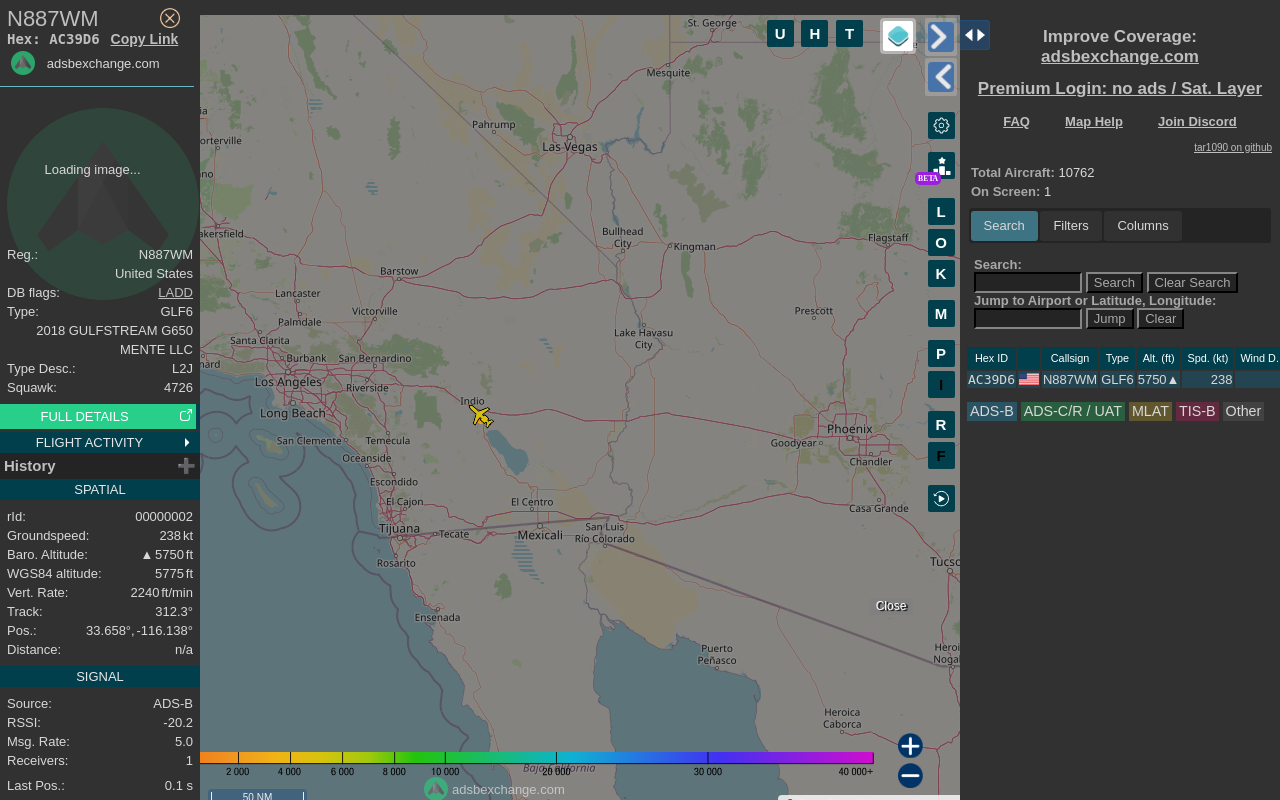 N887WM
Hex: AC39D6 Copy Link
adsbexchange.com
Loading image...
Reg.: N887WM
United States
DB flags: LADD
Type: GLF6
2018 GULFSTREAM G650
MENTE LLC
Type Desc.: L2J
Squawk: 4726
FULL DETAILS
FLIGHT ACTIVITY
History
SPATIAL
rId: 00000002
Groundspeed: 238 kt
Baro. Altitude: ▲ 5750 ft
WGS84 altitude: 5775 ft
Vert. Rate: 2240 ft/min
Track: 312.3°
Pos.: 33.658°, -116.138°
Distance: n/a
SIGNAL
Source: ADS-B
RSSI: -20.2
Msg. Rate: 5.0
Receivers: 1
Last Pos.: 0.1 s
St. George
Mesquite
Pahrump
Las Vegas
Bullhead City
Kingman
Flagstaff
Barstow
Lancaster
Palmdale
Victorville
Prescott
Lake Havasu City
Santa Clarita
Burbank
San Bernardino
Los Angeles
Riverside
Long Beach
Indio
Phoenix
Goodyear
Chandler
San Clemente
Temecula
Oceanside
Escondido
El Cajon
El Centro
Casa Grande
Tijuana
Tecate
Mexicali
San Luis Río Colorado
Rosarito
Ensenada
Puerto Peñasco
Heroica Caborca
Baja California
U H T
BETA
L
O
K
M
P
I
R
F
Close
2 000 4 000 6 000 8 000 10 000 20 000 30 000 40 000+
adsbexchange.com
50 NM
Improve Coverage:
adsbexchange.com
Premium Login: no ads / Sat. Layer
FAQ Map Help Join Discord
tar1090 on github
Total Aircraft: 10762
On Screen: 1
Search Filters Columns
Search:
Search Clear Search
Jump to Airport or Latitude, Longitude:
Jump Clear
Hex ID Callsign Type Alt. (ft) Spd. (kt) Wind D.
AC39D6 N887WM GLF6 5750▲ 238
ADS-B ADS-C/R / UAT MLAT TIS-B Other